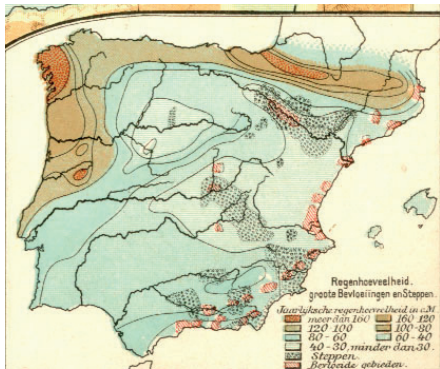 Regenhoeveelheid.
groote Bevloeiingen en Steppen.
Jaarlijksche regenhoeveelheid in c.M.
meer dan 160 160-120
120-100 100-80
80-60 60-40
40-30, minder dan 30.
Steppen.
Bevloeide gebieden.